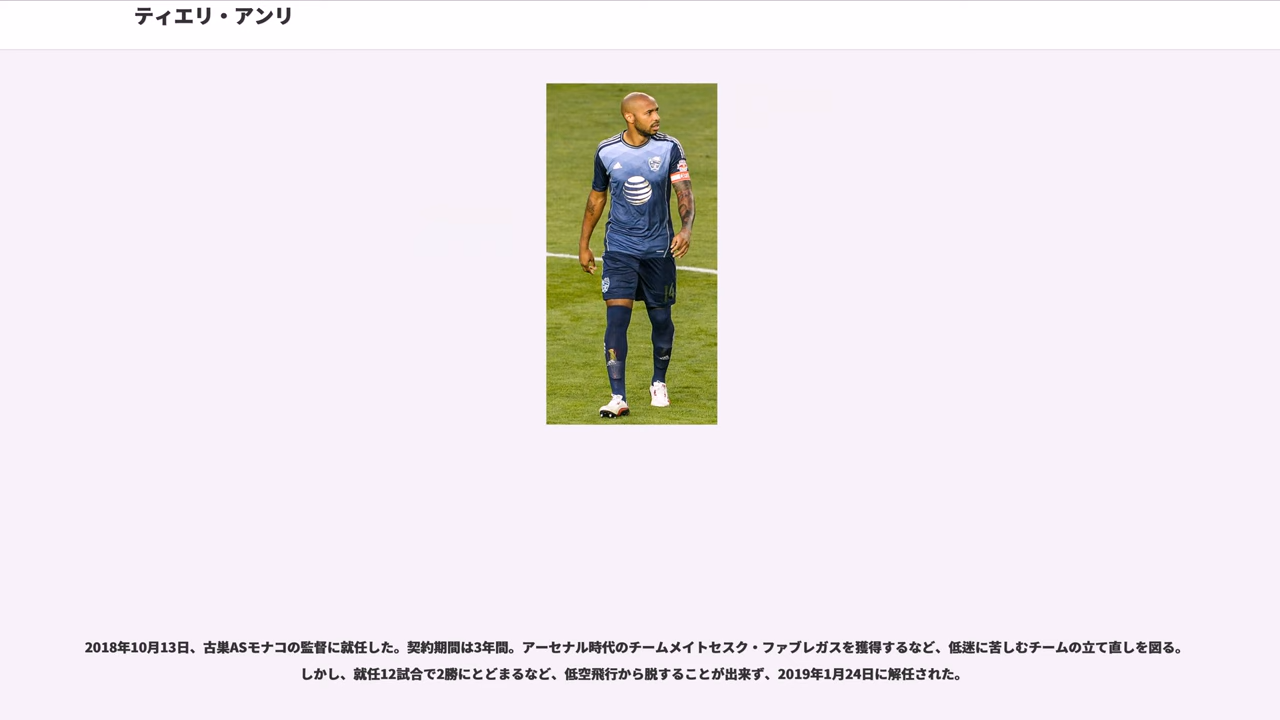 ティエリ・アンリ
2018年10月13日、古巣ASモナコの監督に就任した。契約期間は3年間。アーセナル時代のチームメイトセスク・ファブレガスを獲得するなど、低迷に苦しむチームの立て直しを図る。
しかし、就任12試合で2勝にとどまるなど、低空飛行から脱することが出来ず、2019年1月24日に解任された。